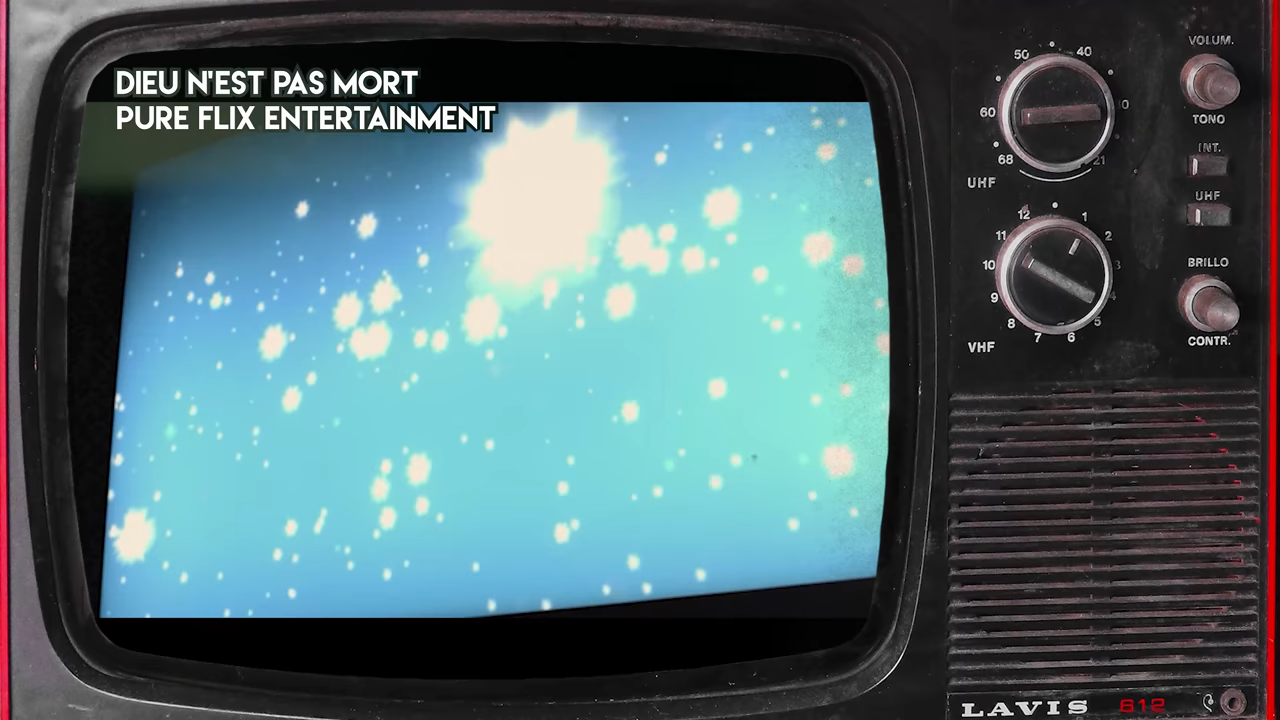 DIEU N'EST PAS MORT
PURE FLIX ENTERTAINMENT
50 40
60
68 21
UHF
VOLUM.
TONO
INT.
UHF
12 1
11 2
10 3
9 4
8 5
7 6
VHF
BRILLO
CONTR.
LAVIS 612